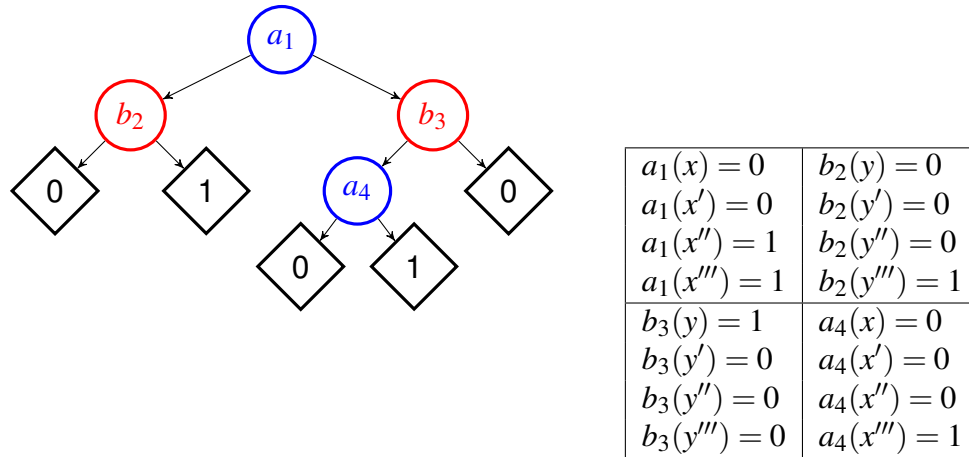 a₁
b₂ b₃
0 1 a₄ 0
0 1
a₁(x) = 0 b₂(y) = 0
a₁(x′) = 0 b₂(y′) = 0
a₁(x″) = 1 b₂(y″) = 0
a₁(x‴) = 1 b₂(y‴) = 1
b₃(y) = 1 a₄(x) = 0
b₃(y′) = 0 a₄(x′) = 0
b₃(y″) = 0 a₄(x″) = 0
b₃(y‴) = 0 a₄(x‴) = 1